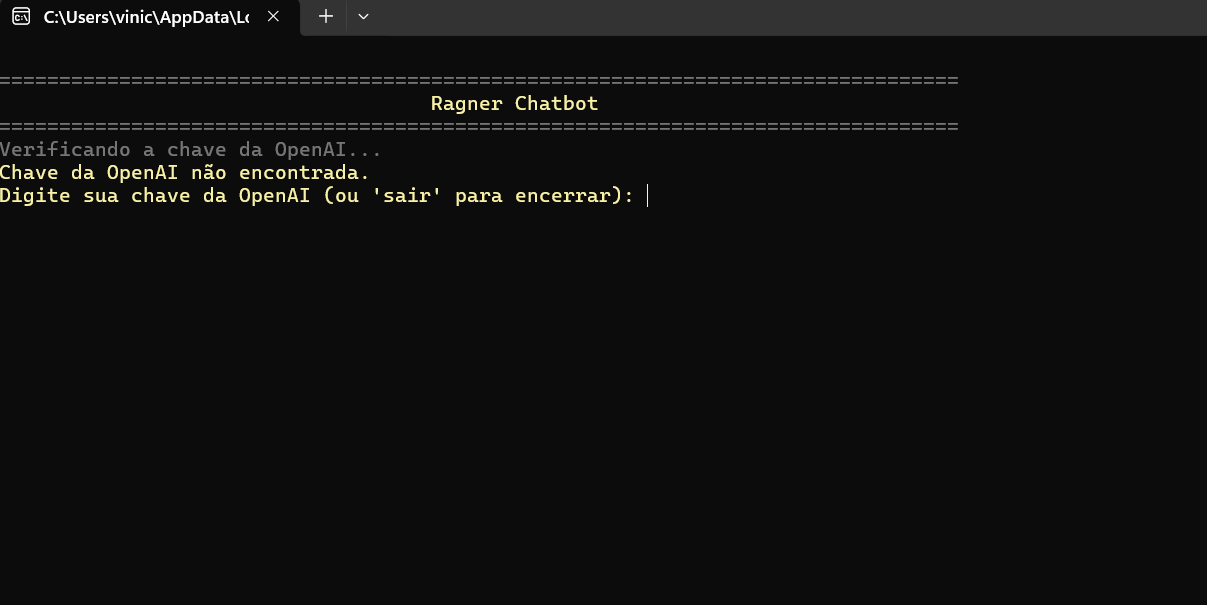 C:\Users\vinic\AppData\Lo
================================================================================
Ragner Chatbot
================================================================================
Verificando a chave da OpenAI...
Chave da OpenAI não encontrada.
Digite sua chave da OpenAI (ou 'sair' para encerrar):